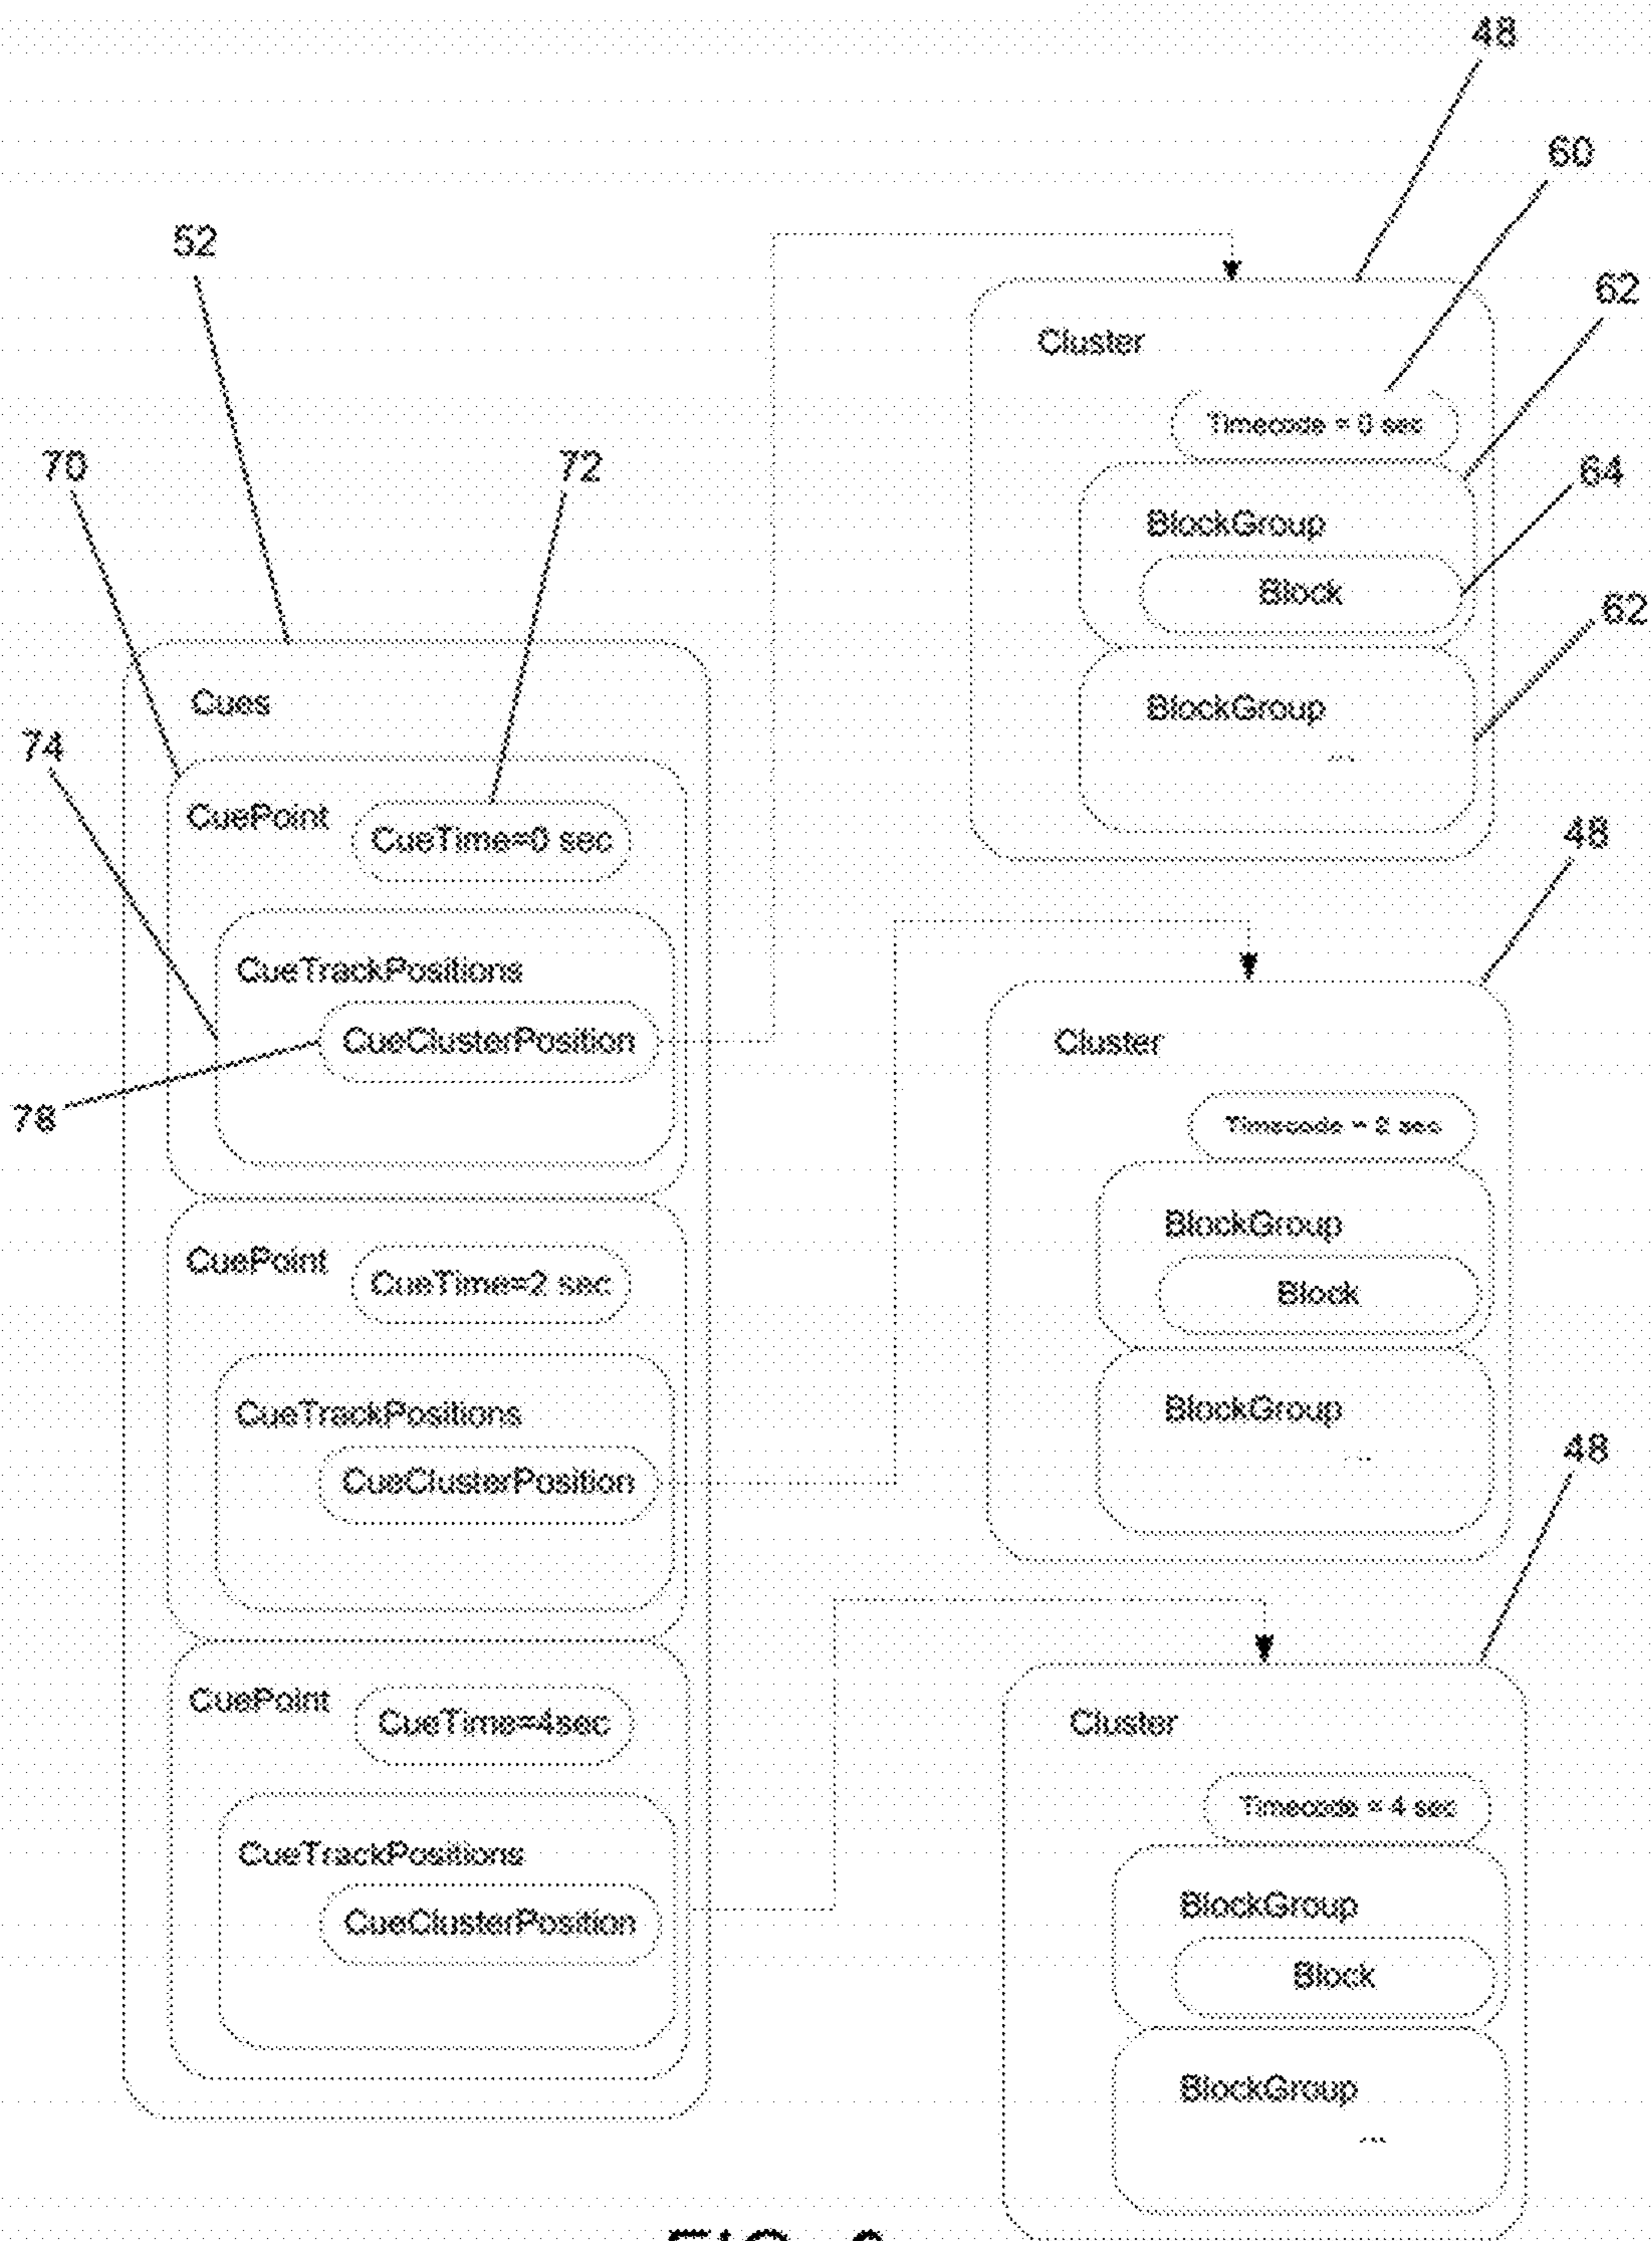 48
60
52
62
Cluster
Timecode = 0 sec
70
72
64
BlockGroup
Block
62
Cues
BlockGroup
...
74
CuePoint
CueTime=0 sec
48
CueTrackPositions
CueClusterPosition
Cluster
78
Timecode = 2 sec
BlockGroup
CuePoint
CueTime=2 sec
Block
CueTrackPositions
BlockGroup
...
48
CueClusterPosition
CuePoint
CueTime=4sec
Cluster
Timecode = 4 sec
CueTrackPositions
BlockGroup
CueClusterPosition
Block
BlockGroup
...